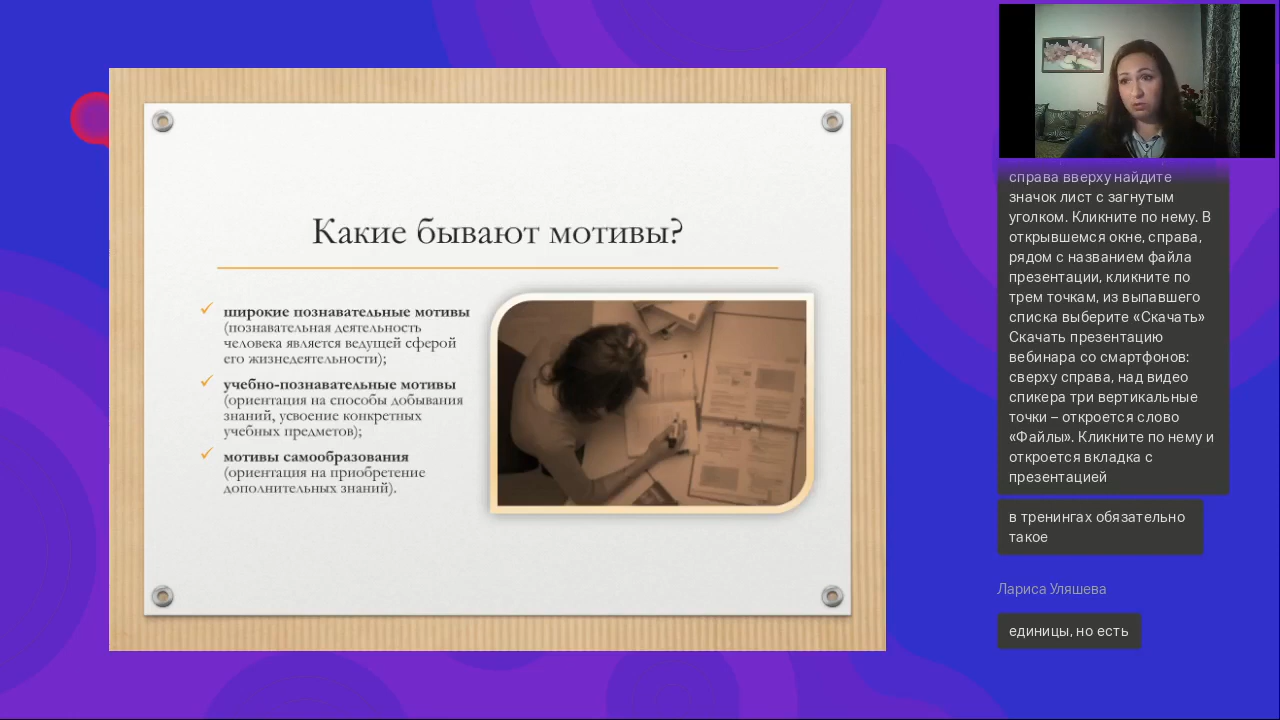 Какие бывают мотивы?
широкие познавательные мотивы
(познавательная деятельность
человека является ведущей сферой
его жизнедеятельности);
учебно-познавательные мотивы
(ориентация на способы добывания
знаний, усвоение конкретных
учебных предметов);
мотивы самообразования
(ориентация на приобретение
дополнительных знаний).
справа вверху найдите
значок лист с загнутым
уголком. Кликните по нему. В
открывшемся окне, справа,
рядом с названием файла
презентации, кликните по
трем точкам, из выпавшего
списка выберите «Скачать»
Скачать презентацию
вебинара со смартфонов:
сверху справа, над видео
спикера три вертикальные
точки – откроется слово
«Файлы». Кликните по нему и
откроется вкладка с
презентацией
в тренингах обязательно
такое
Лариса Уляшева
единицы, но есть